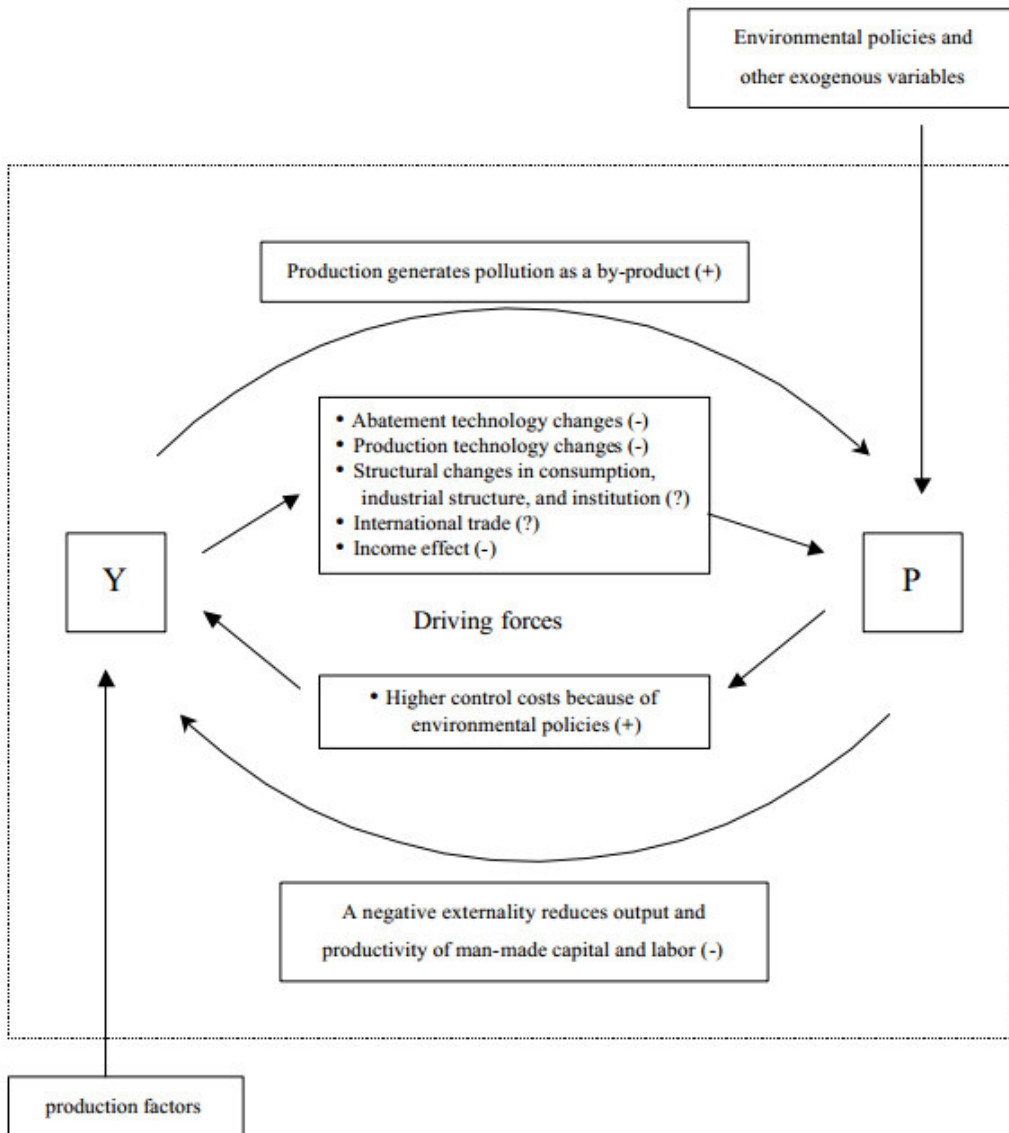 Environmental policies and
other exogenous variables
Production generates pollution as a by-product (+)
• Abatement technology changes (-)
• Production technology changes (-)
• Structural changes in consumption,
industrial structure, and institution (?)
• International trade (?)
• Income effect (-)
Y
P
Driving forces
• Higher control costs because of
environmental policies (+)
A negative externality reduces output and
productivity of man-made capital and labor (-)
production factors